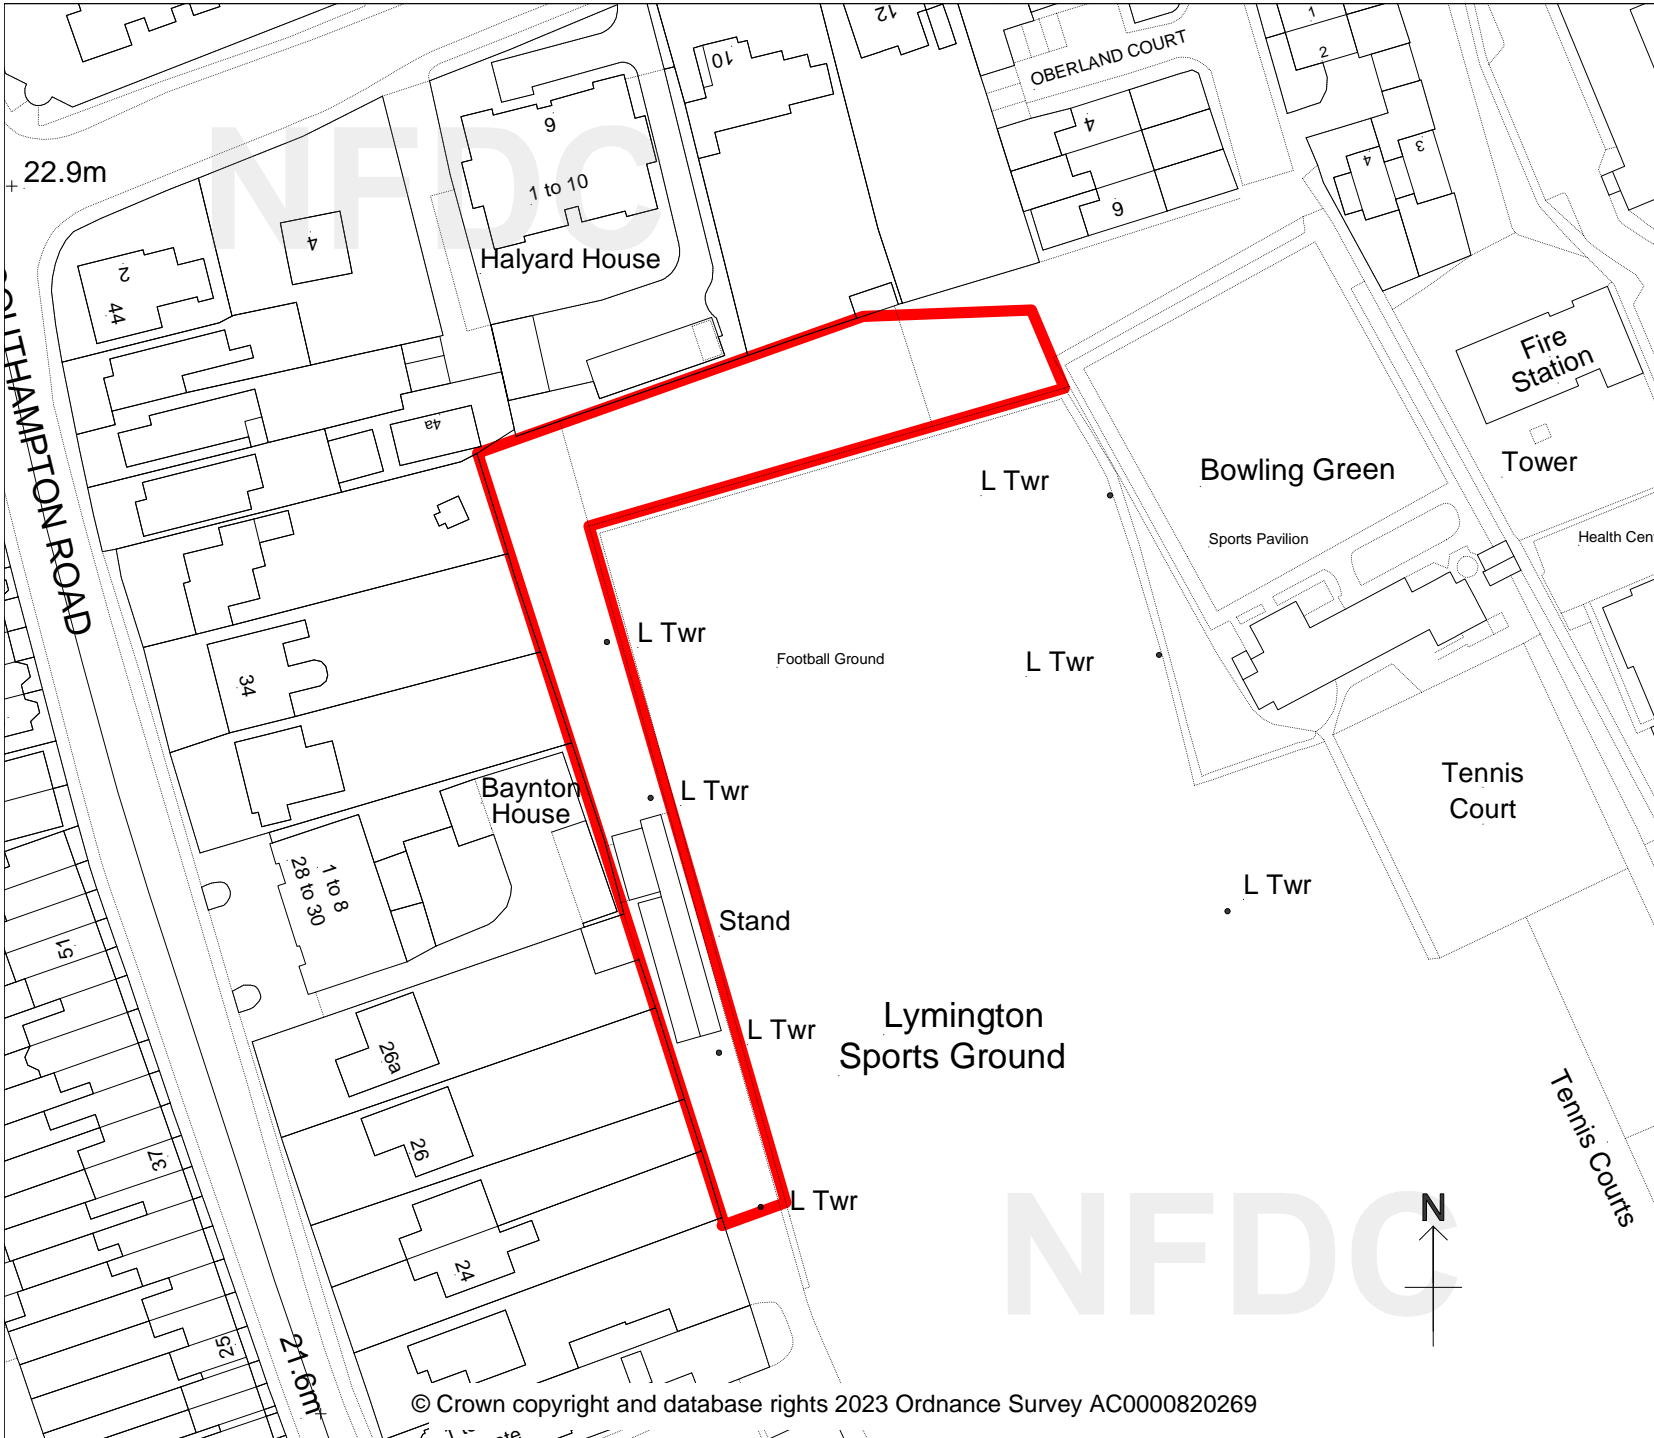 12
10
OBERLAND COURT
1
2
NFDC
6
4
3
4
22.9m
1 to 10
4
6
2
44
Halyard House
SOUTHAMPTON ROAD
Fire
Station
4a
Bowling Green
Tower
L Twr
Sports Pavilion
Health Cen
L Twr
Football Ground
L Twr
34
Baynton
House
L Twr
Tennis
Court
1 to 8
28 to 30
L Twr
Stand
51
Lymington
Sports Ground
L Twr
26a
Tennis Courts
26
37
L Twr
N
NFDC
24
25
21.6m
© Crown copyright and database rights 2023 Ordnance Survey AC0000820269